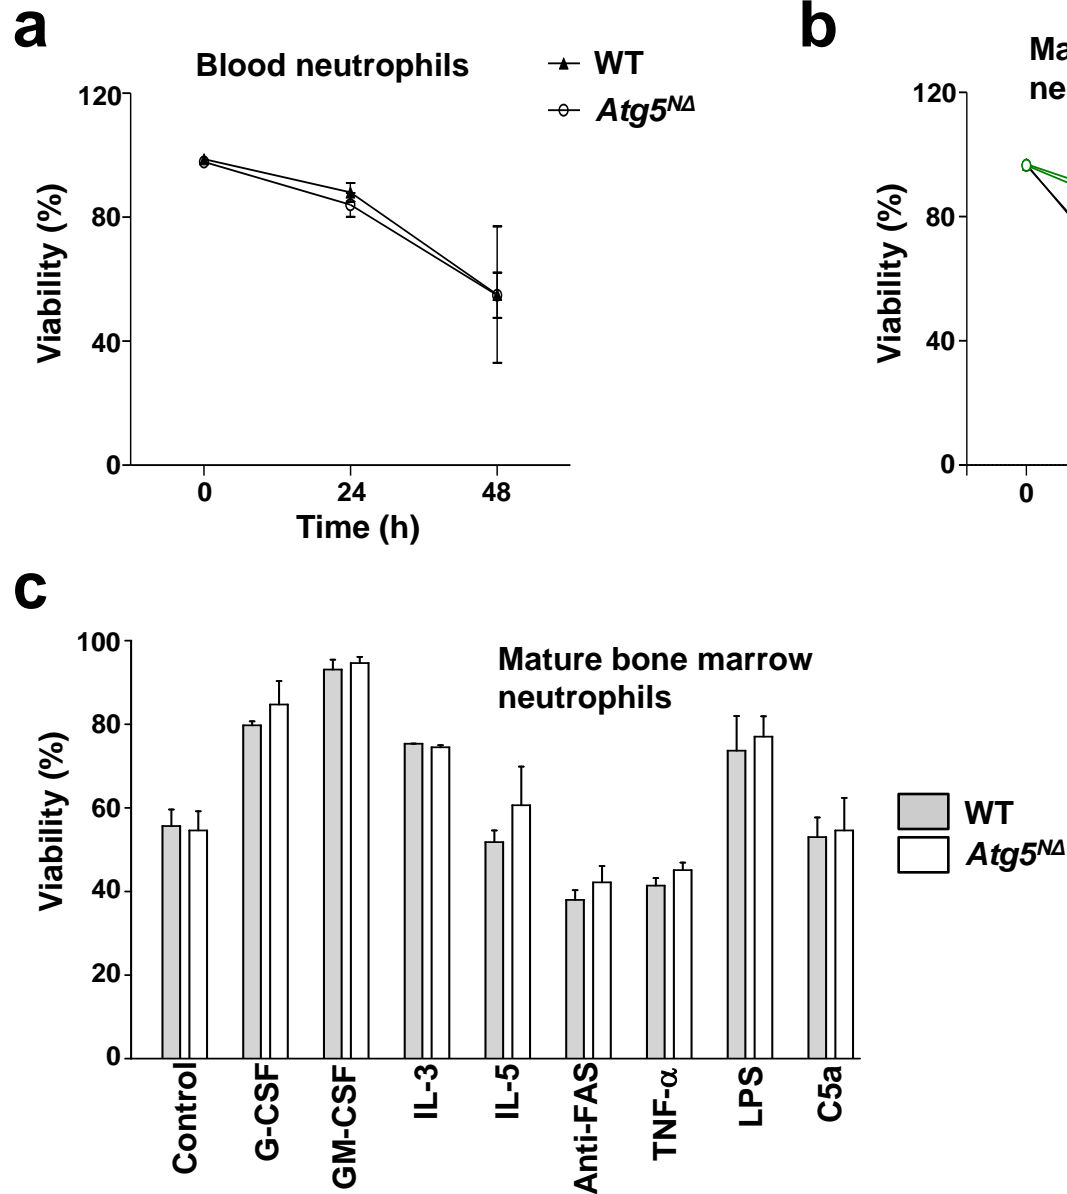 a
Blood neutrophils
WT
Atg5NΔ
120
80
40
0
Viability (%)
0 24 48
Time (h)
b
120
80
40
0
Viability (%)
0
c
Mature bone marrow
neutrophils
100
80
60
40
20
0
Viability (%)
WT
Atg5NΔ
Control
G-CSF
GM-CSF
IL-3
IL-5
Anti-FAS
TNF-α
LPS
C5a